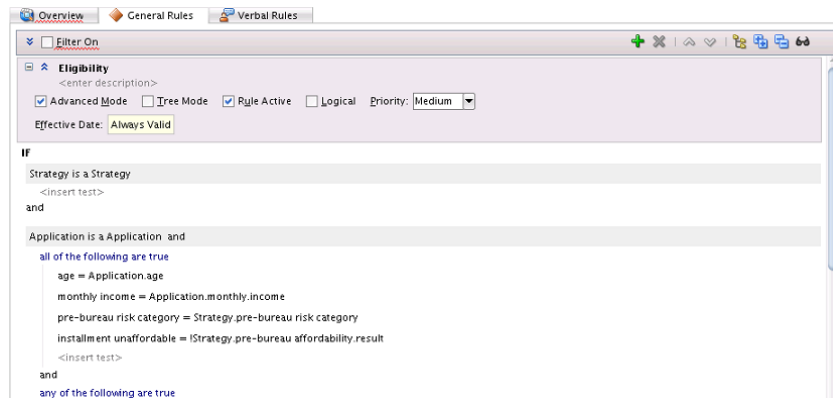 Overview General Rules Verbal Rules
Filter On
Eligibility
<enter description>
Advanced Mode Tree Mode Rule Active Logical Priority: Medium
Effective Date: Always Valid
IF
Strategy is a Strategy
<insert test>
and
Application is a Application and
all of the following are true
age = Application.age
monthly income = Application.monthly.income
pre-bureau risk category = Strategy.pre-bureau risk category
installment unaffordable = !Strategy.pre-bureau affordability.result
<insert test>
and
any of the following are true